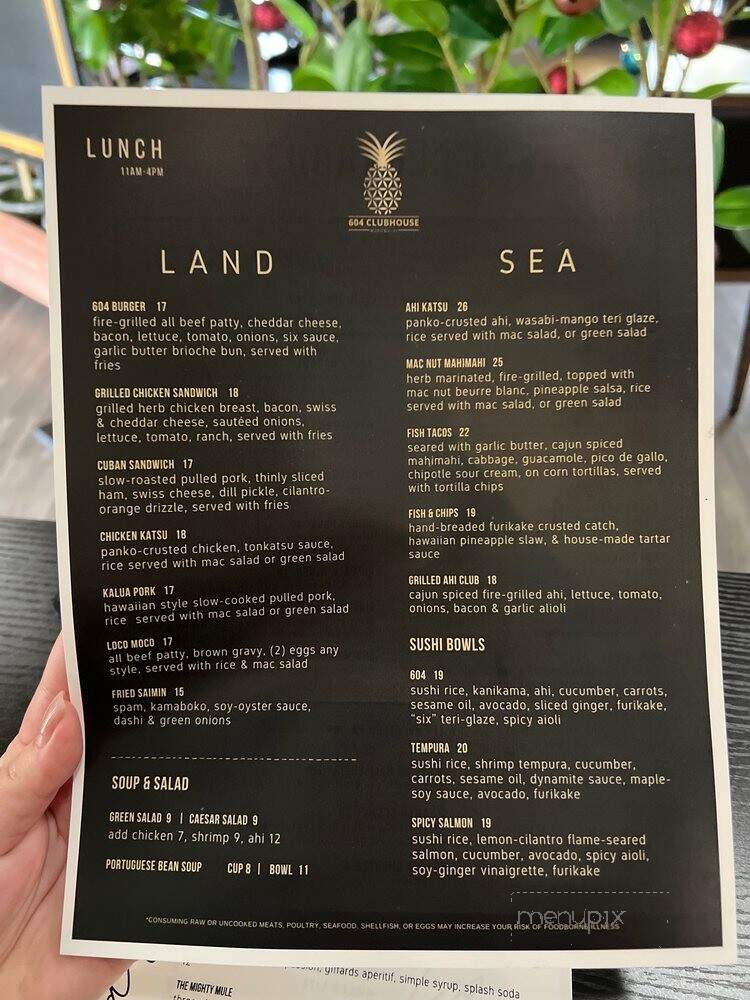 LUNCH
11AM-4PM
604 CLUBHOUSE
LAND
604 BURGER 17
fire-grilled all beef patty, cheddar cheese,
bacon, lettuce, tomato, onions, six sauce,
garlic butter brioche bun, served with
fries
GRILLED CHICKEN SANDWICH 18
grilled herb chicken breast, bacon, swiss
& cheddar cheese, sautéed onions,
lettuce, tomato, ranch, served with fries
CUBAN SANDWICH 17
slow-roasted pulled pork, thinly sliced
ham, swiss cheese, dill pickle, cilantro-
orange drizzle, served with fries
CHICKEN KATSU 18
panko-crusted chicken, tonkatsu sauce,
rice served with mac salad or green salad
KALUA PORK 17
hawaiian style slow-cooked pulled pork,
rice served with mac salad or green salad
LOCO MOCO 17
all beef patty, brown gravy, (2) eggs any
style, served with rice & mac salad
FRIED SAIMIN 15
spam, kamaboko, soy-oyster sauce,
dashi & green onions
SOUP & SALAD
GREEN SALAD 9 | CAESAR SALAD 9
add chicken 7, shrimp 9, ahi 12
PORTUGUESE BEAN SOUP CUP 8 | BOWL 11
SEA
AHI KATSU 26
panko-crusted ahi, wasabi-mango teri glaze,
rice served with mac salad, or green salad
MAC NUT MAHIMAHI 25
herb marinated, fire-grilled, topped with
mac nut beurre blanc, pineapple salsa, rice
served with mac salad, or green salad
FISH TACOS 22
seared with garlic butter, cajun spiced
mahimahi, cabbage, guacamole, pico de gallo,
chipotle sour cream, on corn tortillas, served
with tortilla chips
FISH & CHIPS 19
hand-breaded furikake crusted catch,
hawaiian pineapple slaw, & house-made tartar
sauce
GRILLED AHI CLUB 18
cajun spiced fire-grilled ahi, lettuce, tomato,
onions, bacon & garlic alioli
SUSHI BOWLS
604 19
sushi rice, kanikama, ahi, cucumber, carrots,
sesame oil, avocado, sliced ginger, furikake,
"six" teri-glaze, spicy aioli
TEMPURA 20
sushi rice, shrimp tempura, cucumber,
carrots, sesame oil, dynamite sauce, maple-
soy sauce, avocado, furikake
SPICY SALMON 19
sushi rice, lemon-cilantro flame-seared
salmon, cucumber, avocado, spicy aioli,
soy-ginger vinaigrette, furikake
menupix
*CONSUMING RAW OR UNCOOKED MEATS, POULTRY, SEAFOOD, SHELLFISH, OR EGGS MAY INCREASE YOUR RISK OF FOODBORNE ILLNESS
12
giffards aperitif, simple syrup, splash soda
THE MIGHTY MULE